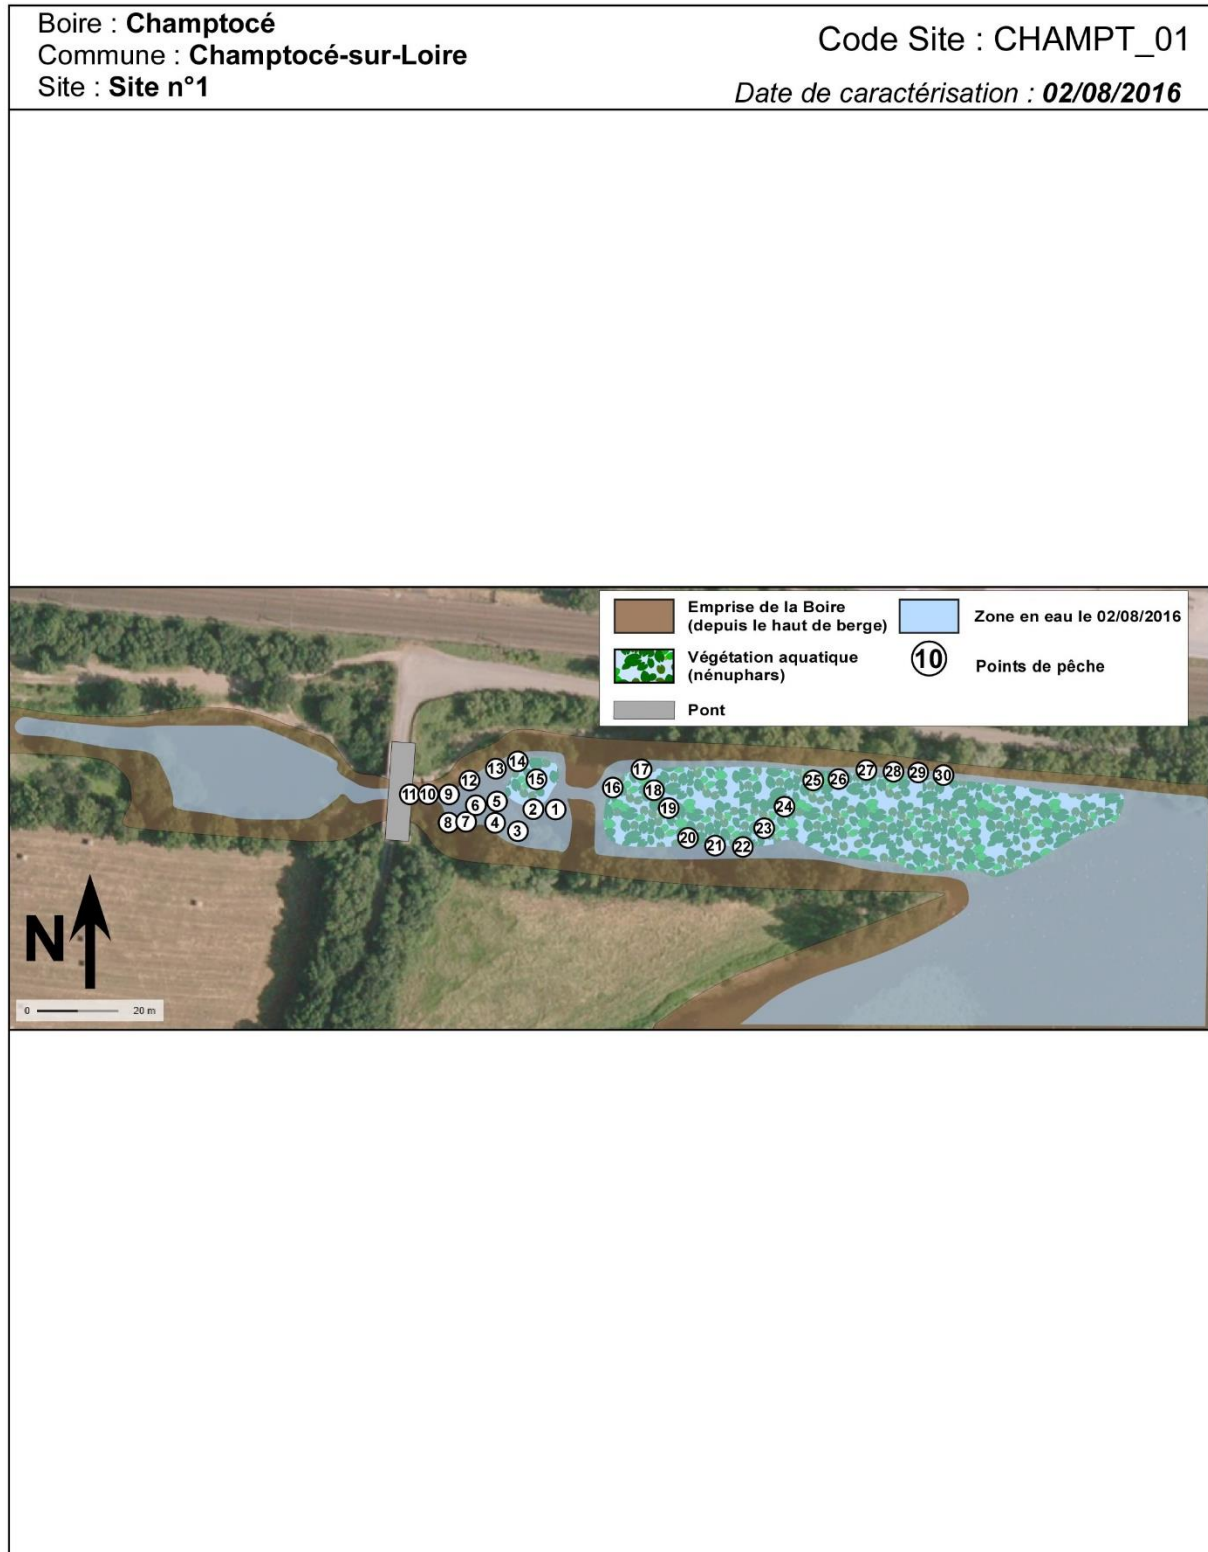 Boire : Champtocé
Commune : Champtocé-sur-Loire
Site : Site n°1
Code Site : CHAMPT_01
Date de caractérisation : 02/08/2016
Emprise de la Boire
(depuis le haut de berge)
Zone en eau le 02/08/2016
Végétation aquatique
(nénuphars)
10
Points de pêche
Pont
11 10 9 12 13 14 15
8 7 6 5 4 3 2 1
16 17 18 19 20 21 22 23 24
25 26 27 28 29 30
N
0 20 m